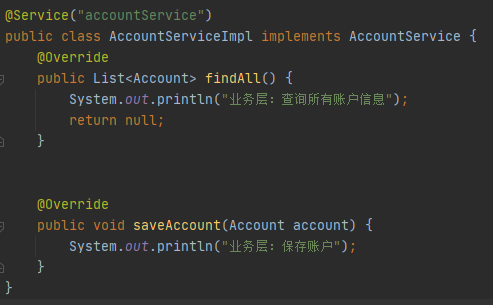 @Service("accountService")
public class AccountServiceImpl implements AccountService {
    @Override
    public List<Account> findAll() {
        System.out.println("业务层：查询所有账户信息");
        return null;
    }
    @Override
    public void saveAccount(Account account) {
        System.out.println("业务层：保存账户");
    }
}